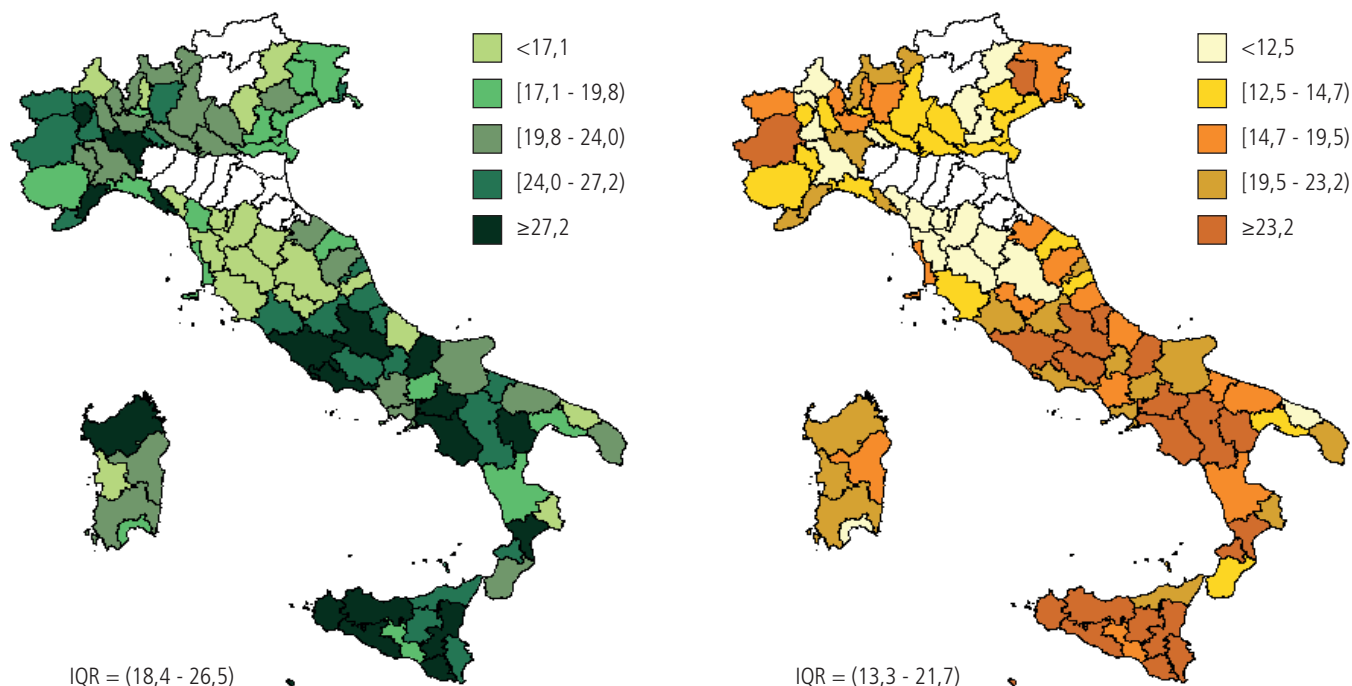 <17,1
[17,1 - 19,8)
[19,8 - 24,0)
[24,0 - 27,2)
≥27,2
IQR = (18,4 - 26,5)
<12,5
[12,5 - 14,7)
[14,7 - 19,5)
[19,5 - 23,2)
≥23,2
IQR = (13,3 - 21,7)